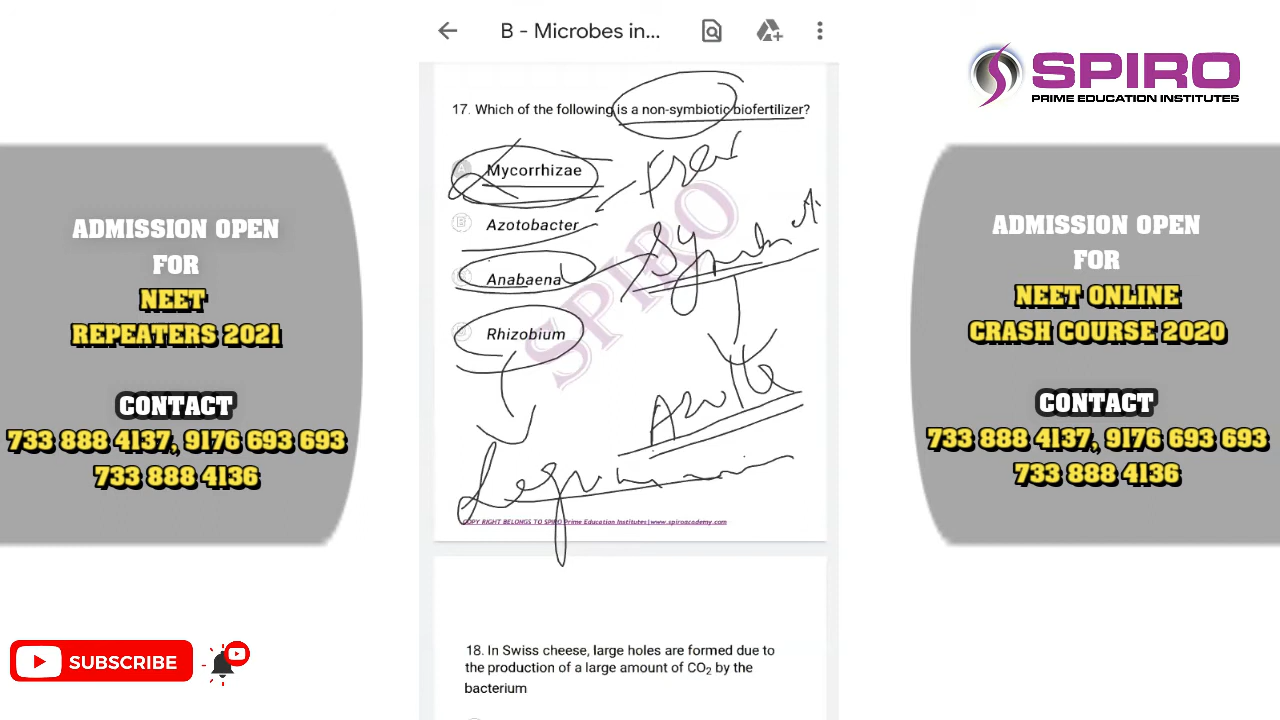 B - Microbes in...
SPIRO
PRIME EDUCATION INSTITUTES
17. Which of the following is a non-symbiotic biofertilizer?
A Mycorrhizae
B Azotobacter
Anabaena
Rhizobium
SPIRO
COPY RIGHT BELONGS TO SPIRO Prime Education Institutes|www.spiroacademy.com
18. In Swiss cheese, large holes are formed due to
the production of a large amount of CO₂ by the
bacterium
ADMISSION OPEN
FOR
NEET
REPEATERS 2021
CONTACT
733 888 4137, 9176 693 693
733 888 4136
ADMISSION OPEN
FOR
NEET ONLINE
CRASH COURSE 2020
CONTACT
733 888 4137, 9176 693 693
733 888 4136
SUBSCRIBE